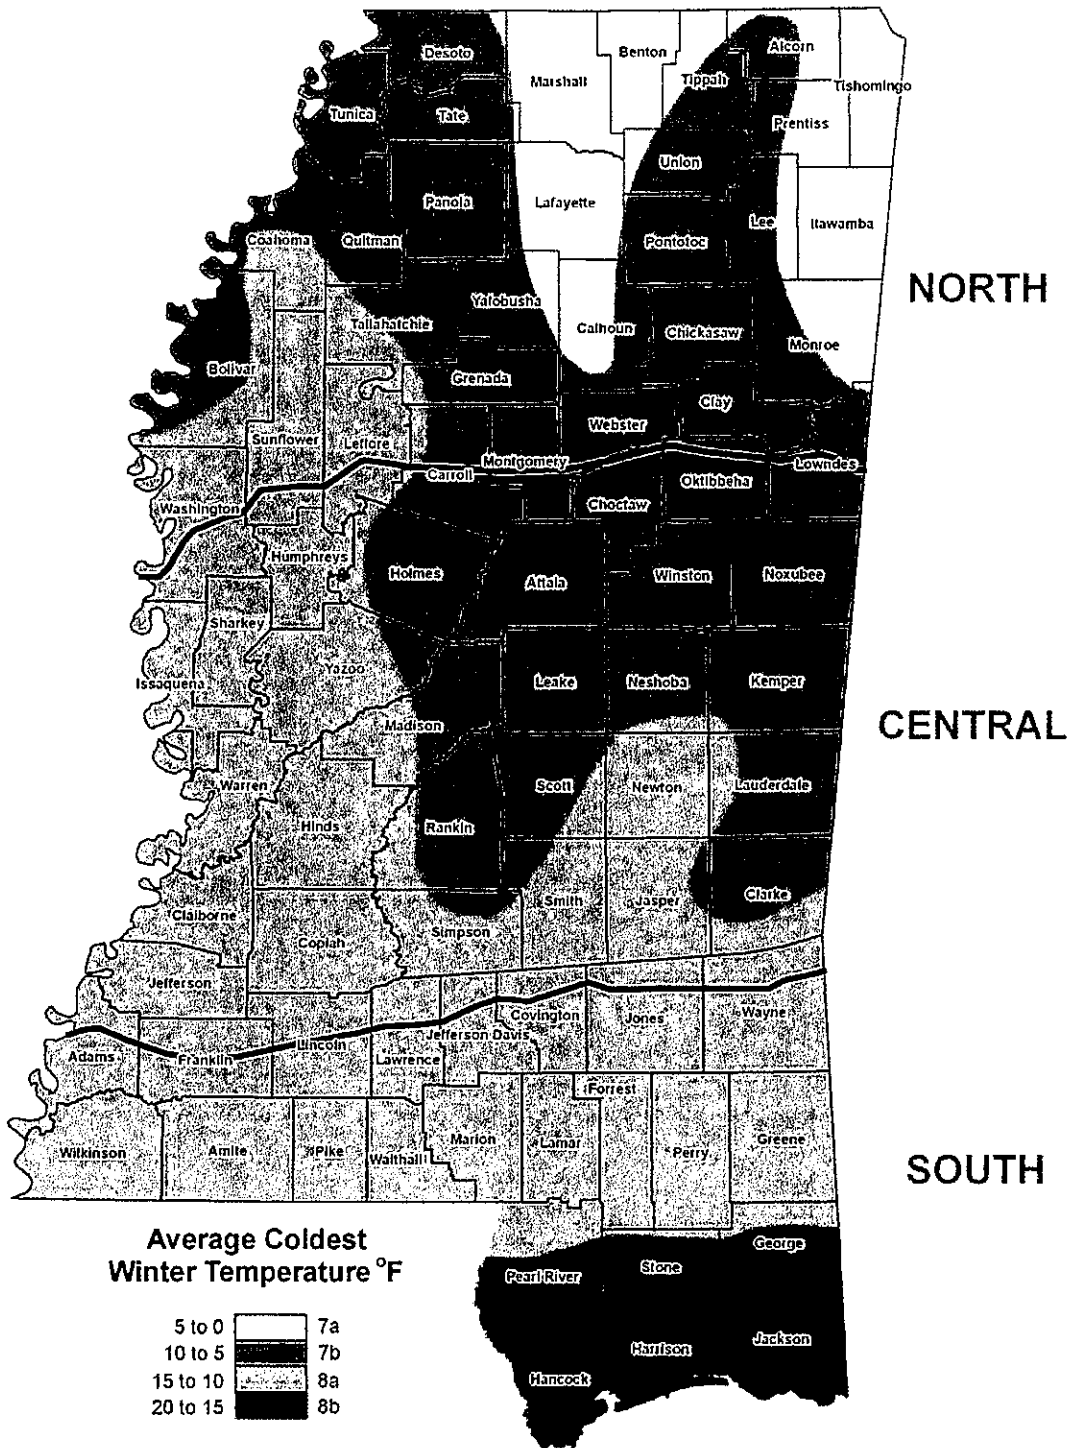 Desoto
Benton
Alcorn
Marshall
Tippah
Tishomingo
Tunica
Tate
Prentiss
Union
Panola
Lafayette
Lee
Itawamba
Coahoma
Quitman
Pontotoc
NORTH
Yalobusha
Tallahatchie
Calhoun
Chickasaw
Monroe
Bolivar
Grenada
Clay
Webster
Sunflower
Leflore
Montgomery
Lowndes
Carroll
Oktibbeha
Washington
Choctaw
Humphreys
Holmes
Attala
Winston
Noxubee
Sharkey
Yazoo
Issaquena
Leake
Neshoba
Kemper
Madison
CENTRAL
Warren
Scott
Newton
Lauderdale
Hinds
Rankin
Smith
Jasper
Clarke
Claiborne
Copiah
Simpson
Jefferson
Covington
Jones
Wayne
Jefferson Davis
Adams
Franklin
Lincoln
Lawrence
Forrest
Wilkinson
Amite
Pike
Walthall
Marion
Lamar
Perry
Greene
SOUTH
Average Coldest
Winter Temperature °F
George
Pearl River
Stone
5 to 0 7a
10 to 5 7b
15 to 10 8a
20 to 15 8b
Harrison
Jackson
Hancock